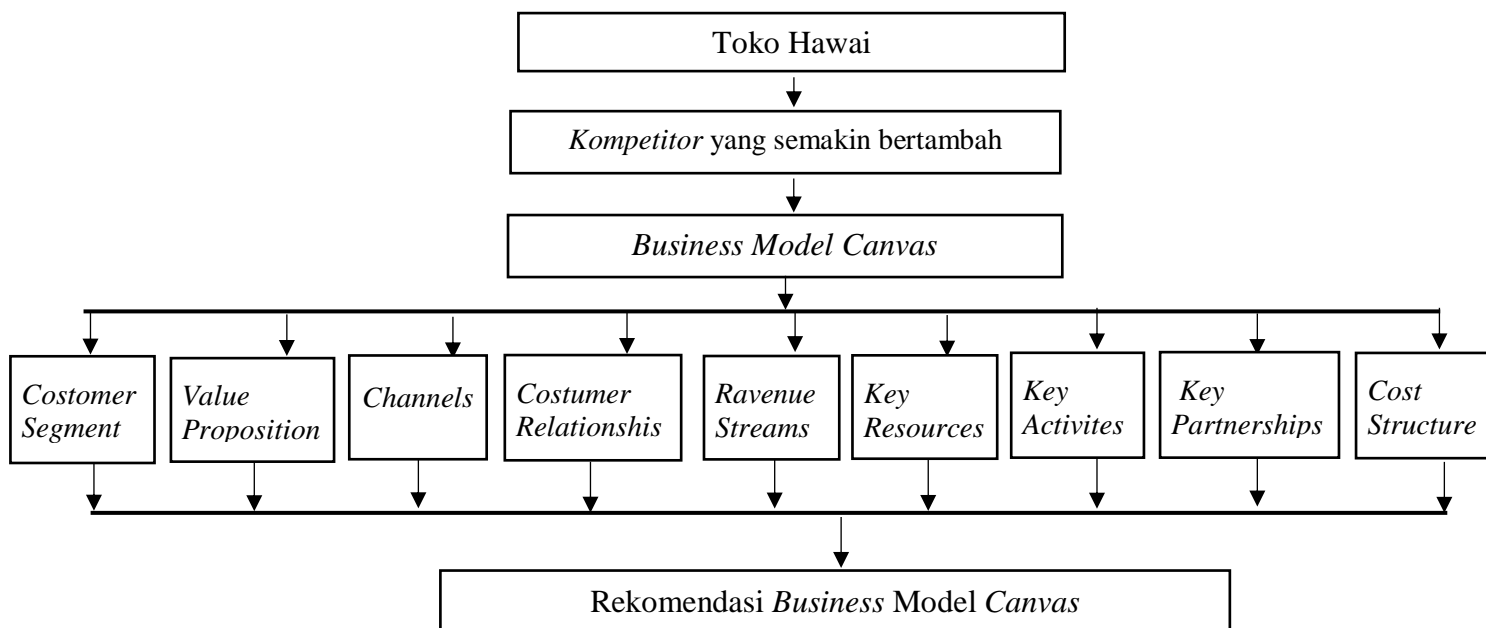 Toko Hawai
Kompetitor yang semakin bertambah
Business Model Canvas
Costomer
Segment
Value
Proposition
Channels
Costumer
Relationshis
Ravenue
Streams
Key
Resources
Key
Activites
Key
Partnerships
Cost
Structure
Rekomendasi Business Model Canvas